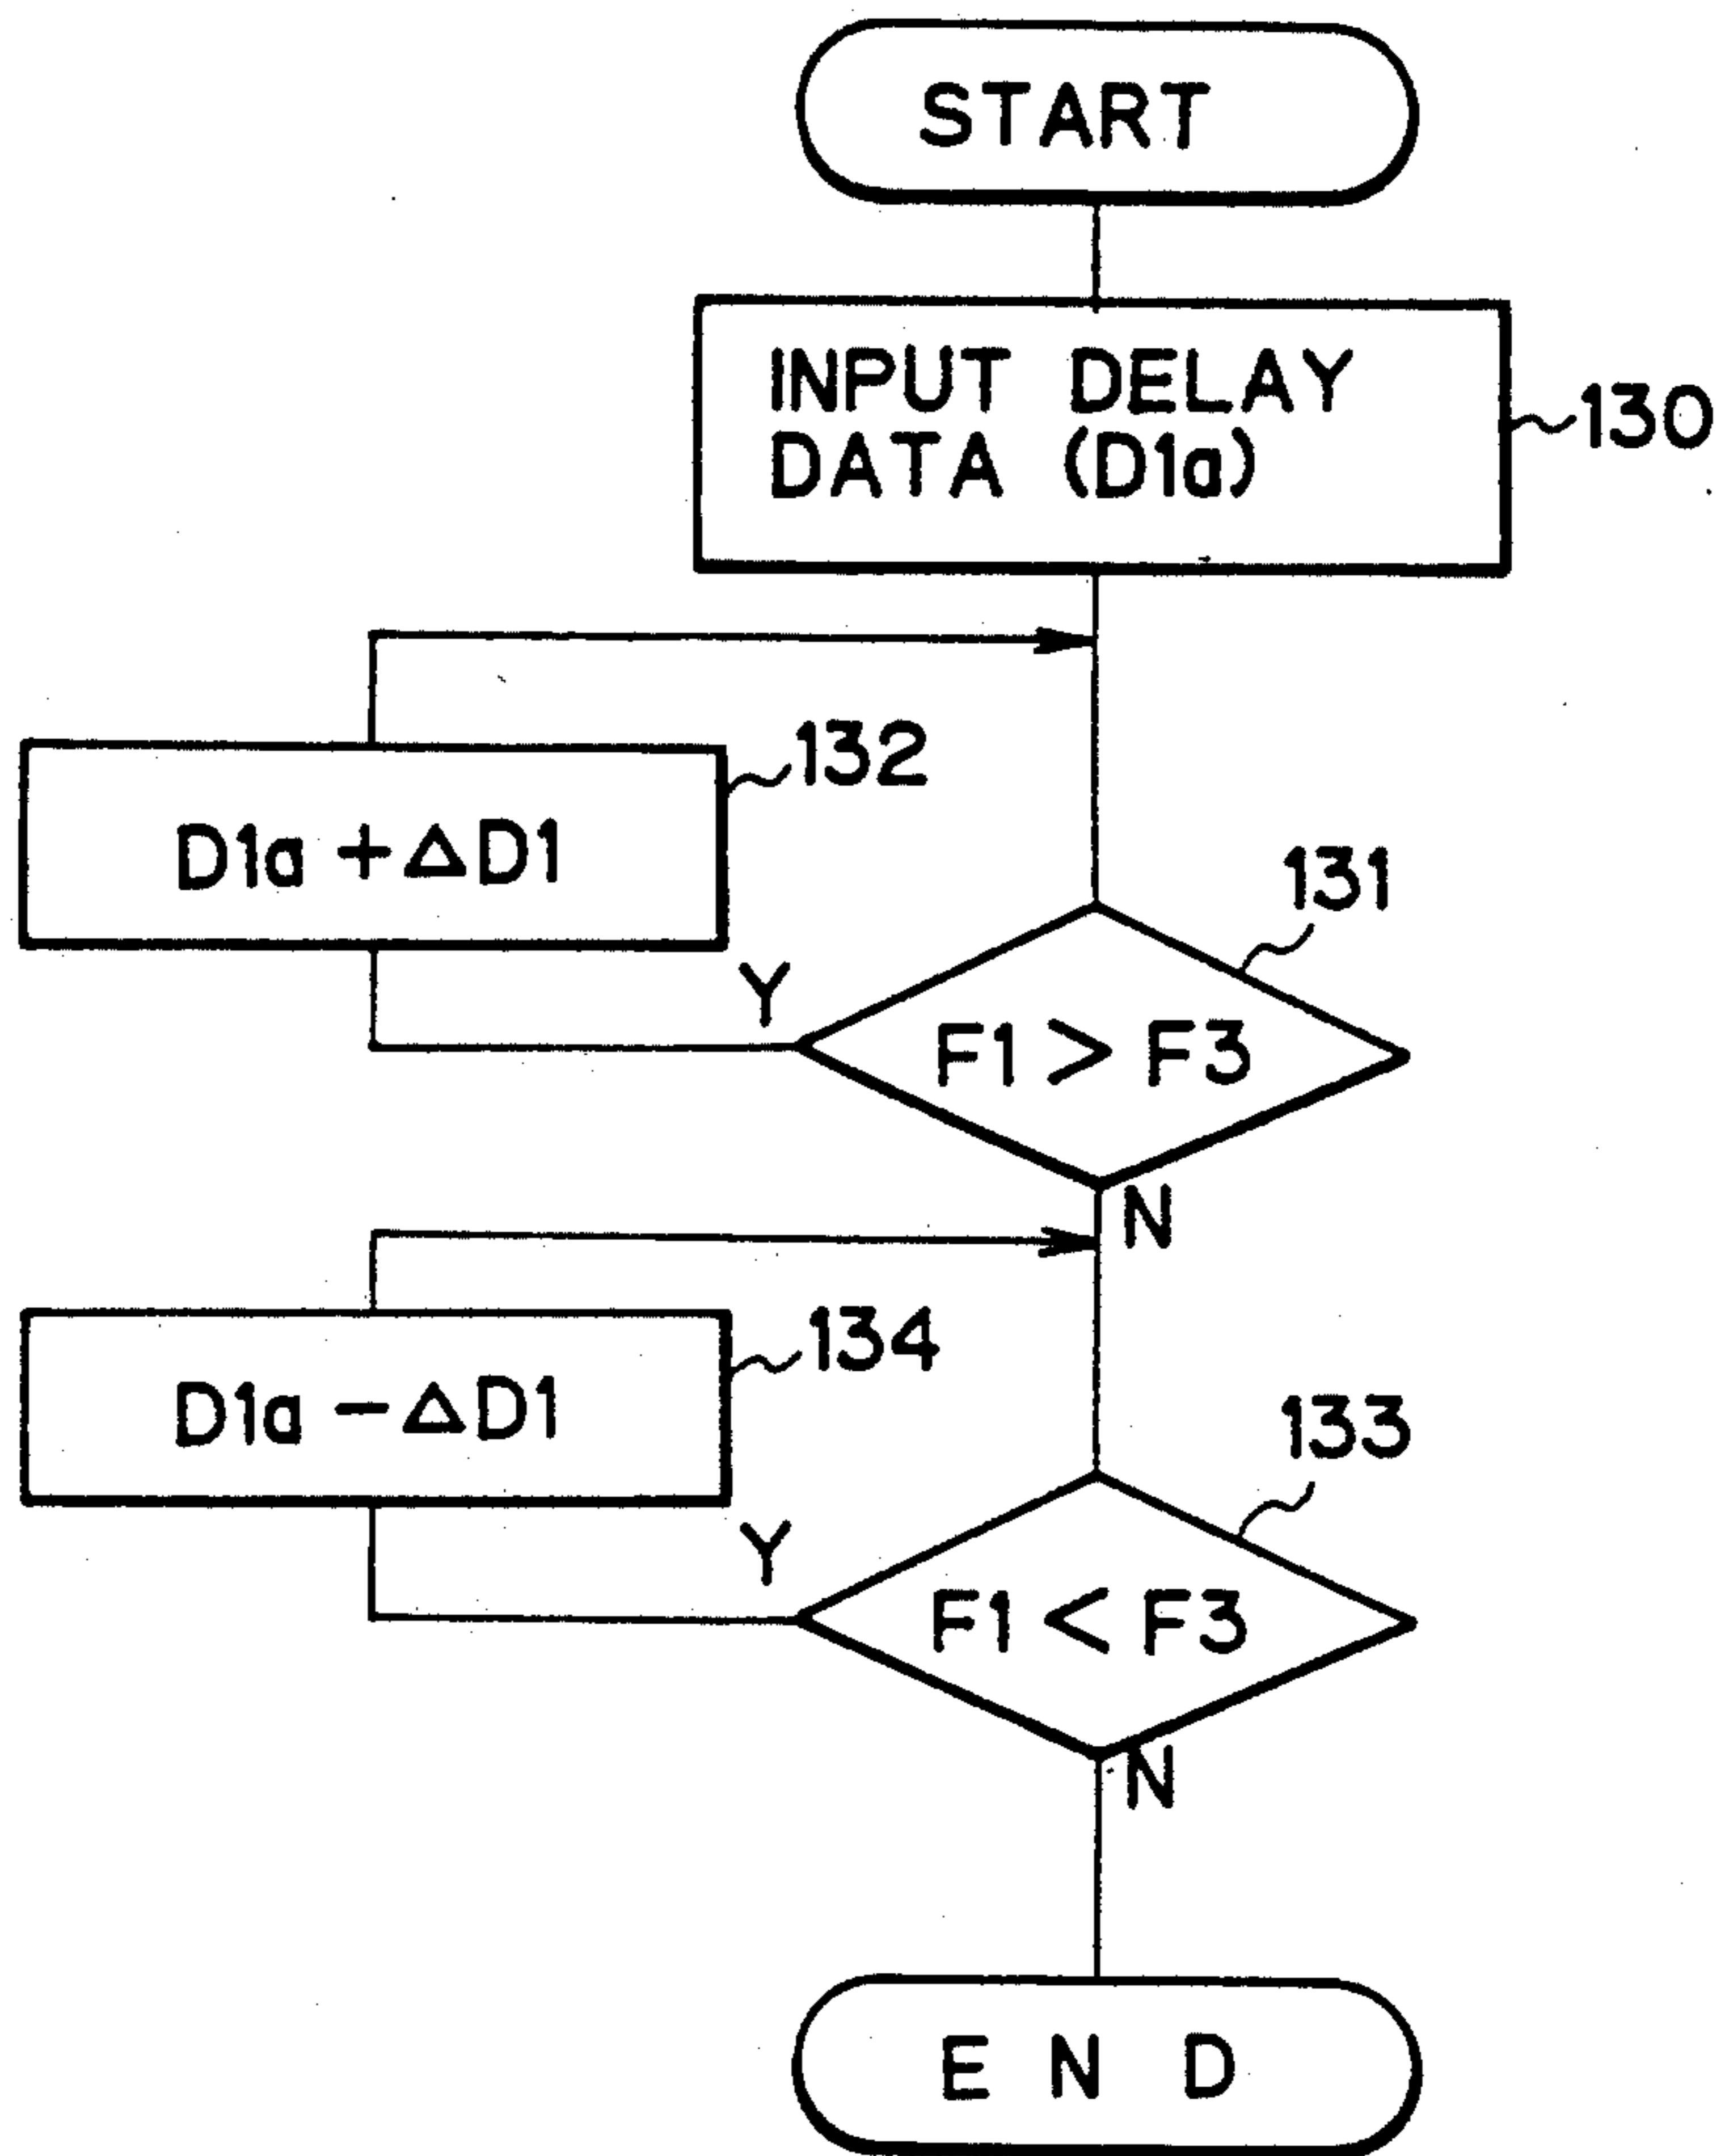 START
INPUT DELAY
DATA (D1a)
130
132
D1a + ΔD1
131
Y
F1 > F3
N
134
D1a − ΔD1
133
Y
F1 < F3
N
E N D